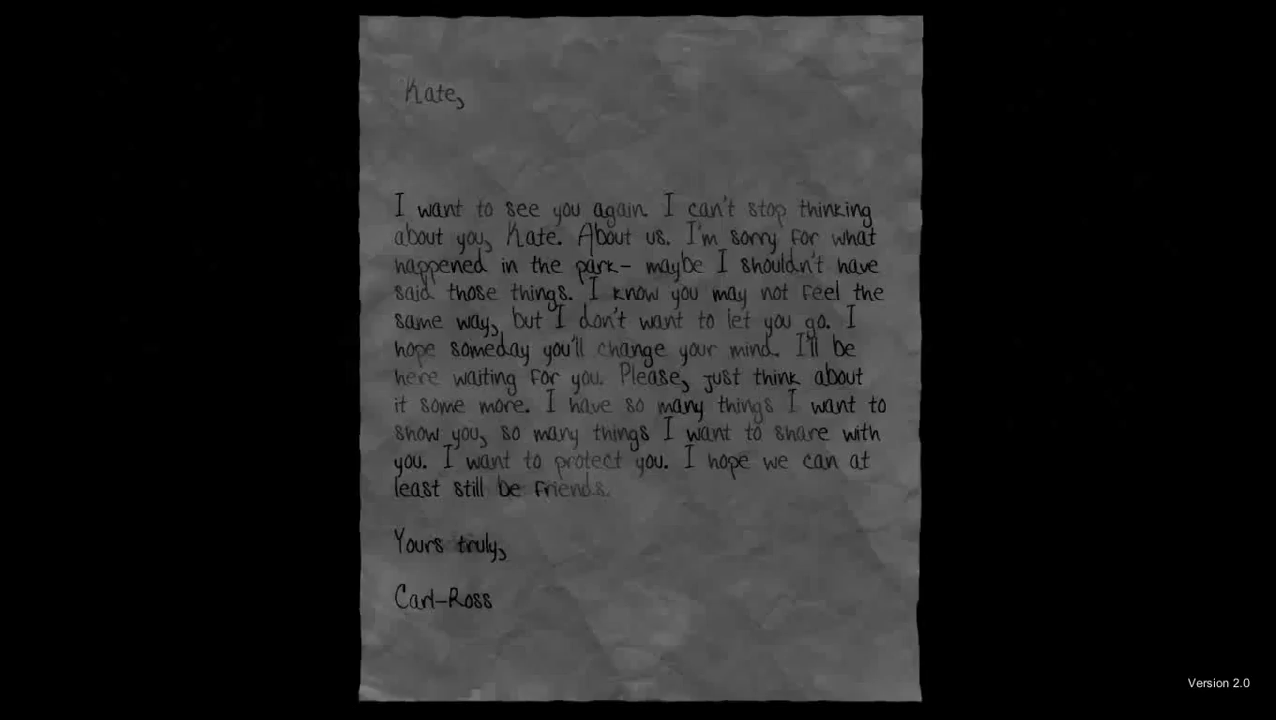 Kate,
I want to see you again. I can't stop thinking
about you, Kate. About us. I'm sorry for what
happened in the park- maybe I shouldn't have
said those things. I know you may not feel the
same way, but I don't want to let you go. I
hope someday you'll change your mind. I'll be
here waiting for you. Please, just think about
it some more. I have so many things I want to
show you, so many things I want to share with
you. I want to protect you. I hope we can at
least still be friends.
Yours truly,
Carl-Ross
Version 2.0